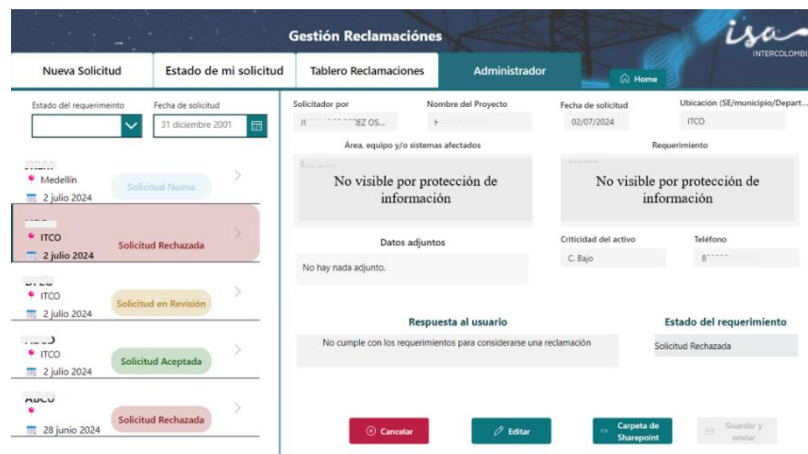 Gestión Reclamaciónes
isa
INTERCOLOMBIA
Nueva Solicitud
Estado de mi solicitud
Tablero Reclamaciones
Administrador
Home
Estado del requerimeinto
Fecha de solicitud
31 diciembre 2001
Medellín
Solicitud Nueva
2 julio 2024
ITCO
Solicitud Rechazada
2 julio 2024
ITCO
Solicitud en Revisión
2 julio 2024
ITCO
Solicitud Aceptada
2 julio 2024
Solicitud Rechazada
28 junio 2024
Solicitador por
Nombre del Proyecto
Fecha de solicitud
Ubicación (SE/municipio/Depart...
OS...
02/07/2024
ITCO
Área, equipo y/o sistemas afectados
Requerimiento
No visible por protección de
información
No visible por protección de
información
Datos adjuntos
Criticidad del activo
Teléfono
No hay nada adjunto.
C. Bajo
Respuesta al usuario
Estado del requerimiento
No cumple con los requerimientos para considerarse una reclamación
Solicitud Rechazada
Cancelar
Editar
Carpeta de
Sharepoint
Guardar y
enviar